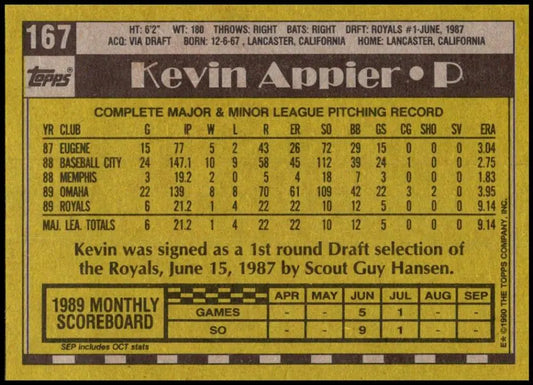 167
HT: 6'2" WT: 180 THROWS: RIGHT BATS: RIGHT DRFT: ROYALS #1-JUNE, 1987
ACQ: VIA DRAFT BORN: 12-6-67, LANCASTER, CALIFORNIA HOME: LANCASTER, CALIFORNIA
Topps
Kevin Appier • P
COMPLETE MAJOR & MINOR LEAGUE PITCHING RECORD
YR CLUB G IP W L R ER SO BB GS CG SHO SV ERA
87 EUGENE 15 77 5 2 43 26 72 29 15 0 0 0 3.04
88 BASEBALL CITY 24 147.1 10 9 58 45 112 39 24 1 0 0 2.75
88 MEMPHIS 3 19.2 2 0 5 4 18 7 3 0 0 0 1.83
89 OMAHA 22 139 8 8 70 61 109 42 22 3 2 0 3.95
89 ROYALS 6 21.2 1 4 22 22 10 12 5 0 0 0 9.14
MAJ. LEA. TOTALS 6 21.2 1 4 22 22 10 12 5 0 0 0 9.14
Kevin was signed as a 1st round Draft selection of
the Royals, June 15, 1987 by Scout Guy Hansen.
1989 MONTHLY
SCOREBOARD
APR MAY JUN JUL AUG SEP
GAMES - - 5 1 - -
SO - - 9 1 - -
SEP includes OCT stats
E* © 1990 THE TOPPS COMPANY, INC.